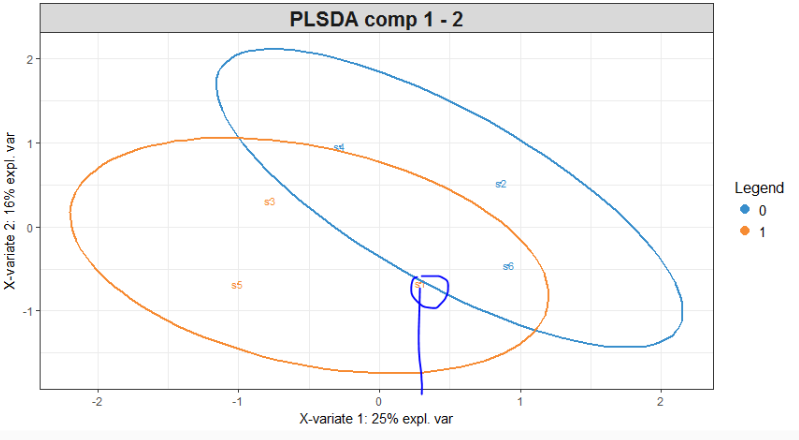 PLSDA comp 1 - 2
2
1
0
-1
X-variate 2: 16% expl. var
s4
s2
s3
s6
s5
s1
-2
-1
0
1
2
X-variate 1: 25% expl. var
Legend
0
1